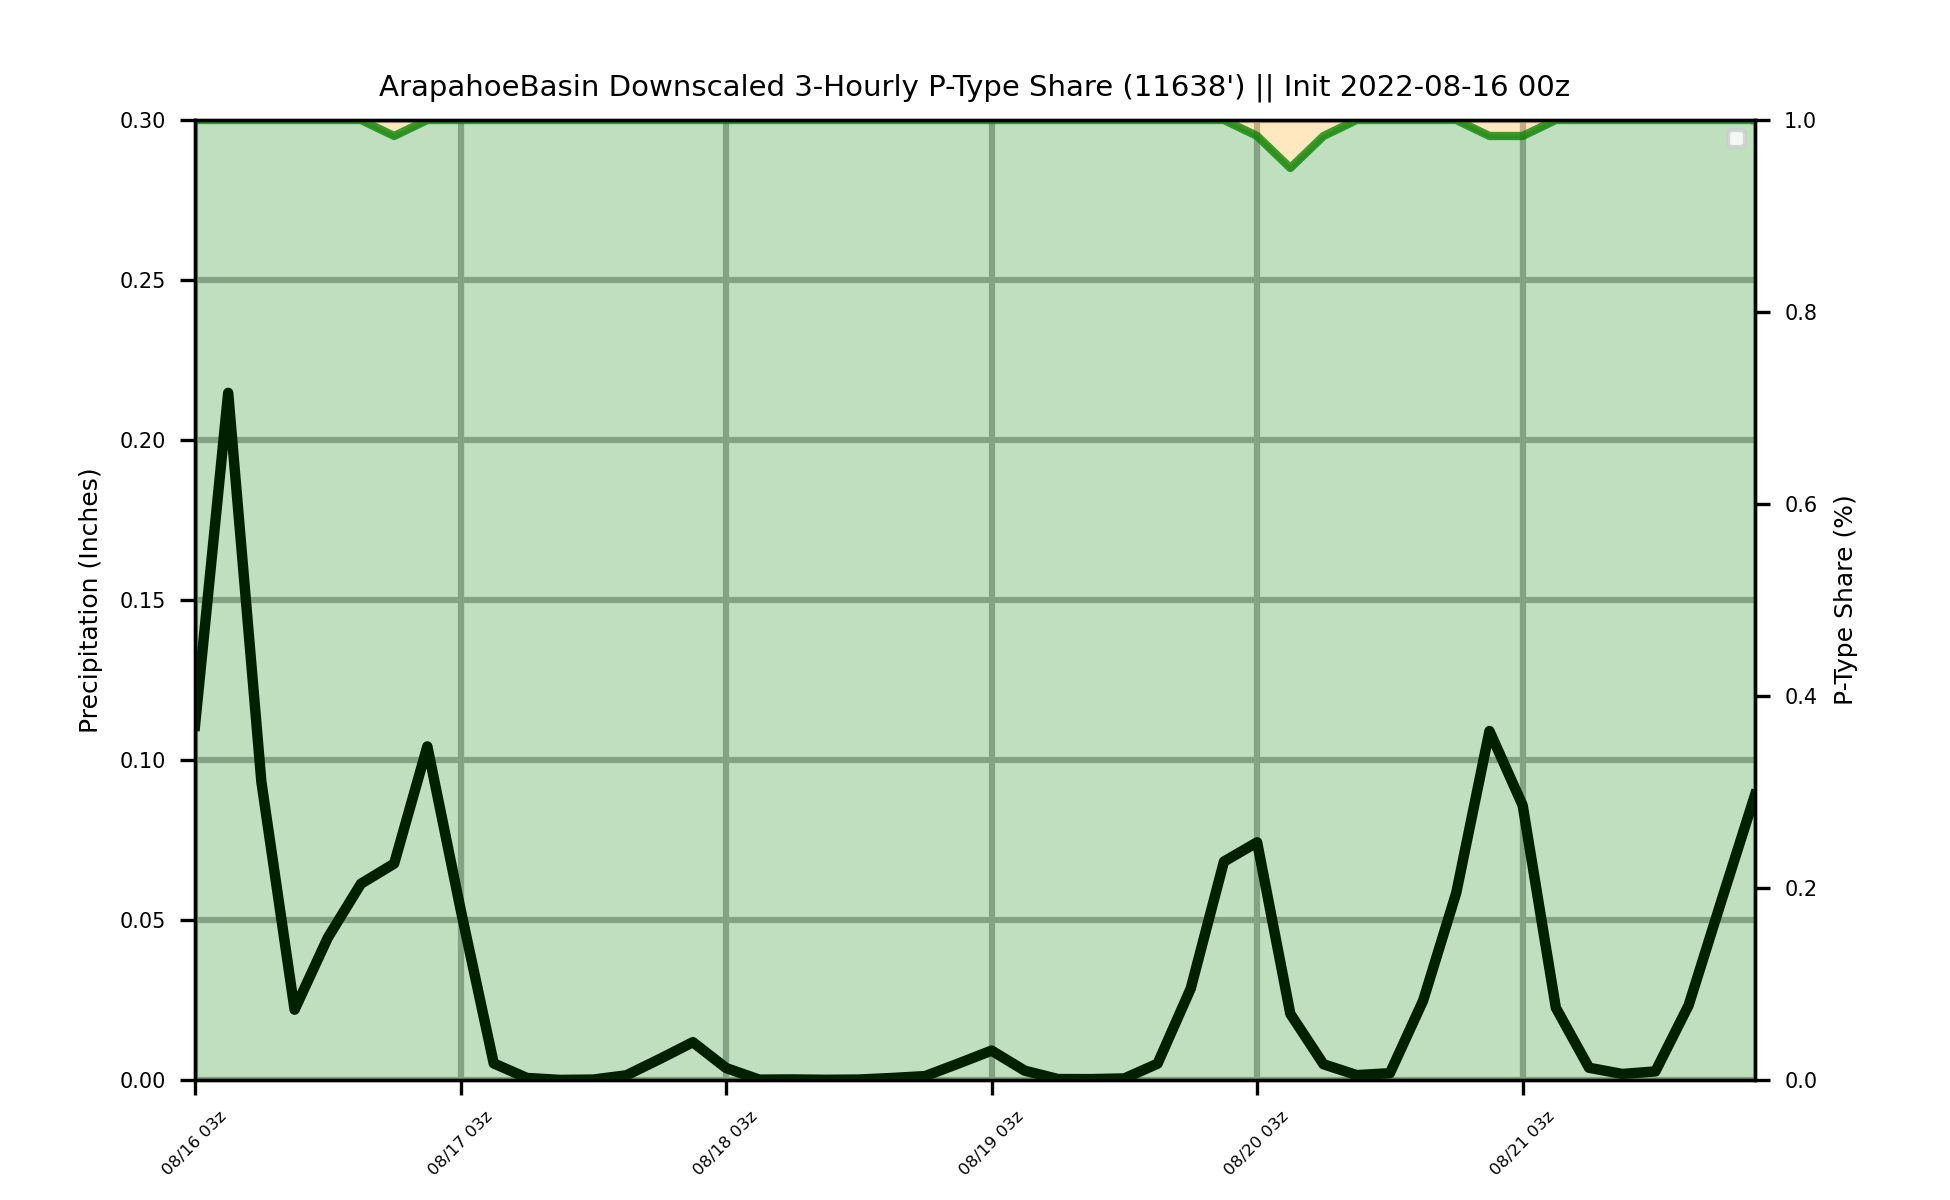 ArapahoeBasin Downscaled 3-Hourly P-Type Share (11638') || Init 2022-08-16 00z
0.30
0.25
0.20
0.15
0.10
0.05
0.00
Precipitation (Inches)
1.0
0.8
0.6
0.4
0.2
0.0
P-Type Share (%)
08/16 03z
08/17 03z
08/18 03z
08/19 03z
08/20 03z
08/21 03z